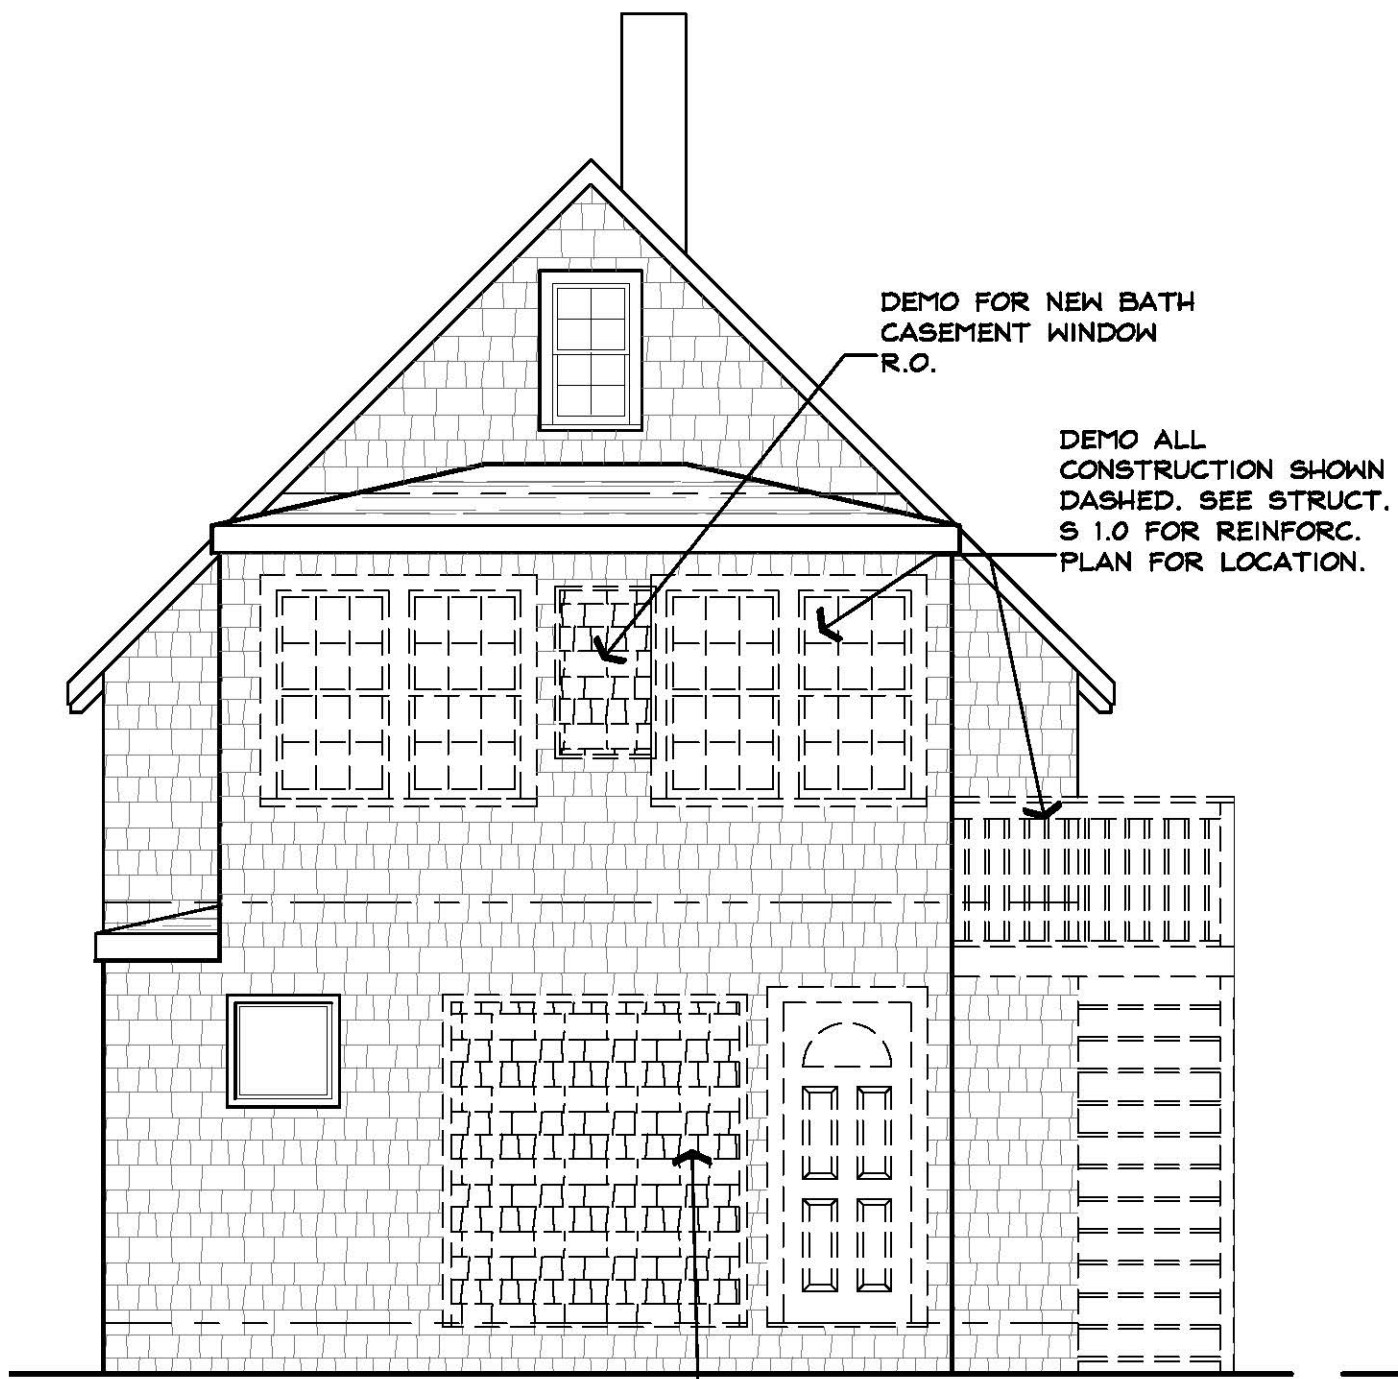 DEMO FOR NEW BATH
CASEMENT WINDOW
R.O.
DEMO ALL
CONSTRUCTION SHOWN
DASHED. SEE STRUCT.
S 1.0 FOR REINFORC.
PLAN FOR LOCATION.